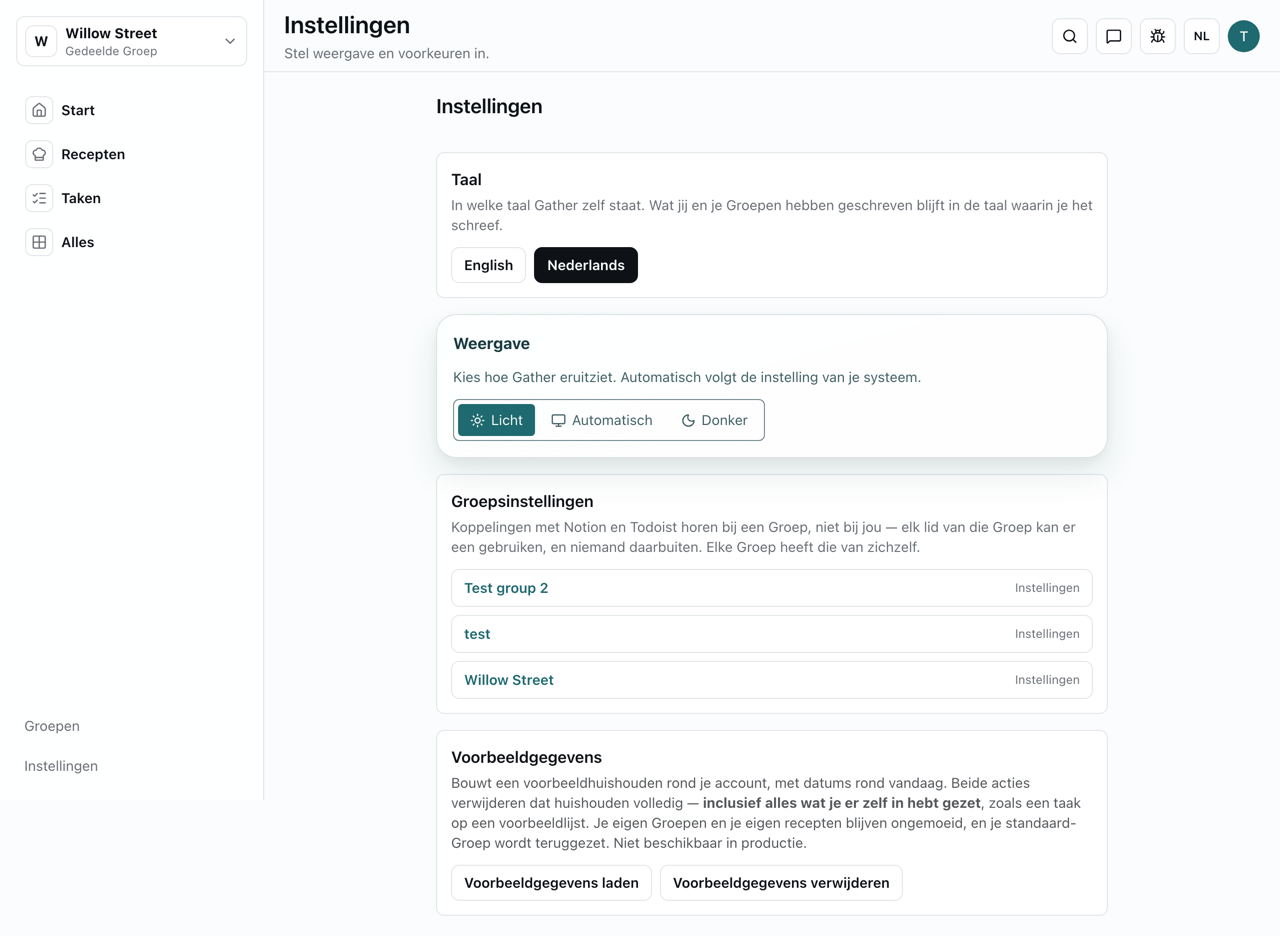 W
Willow Street
Gedeelde Groep
Start
Recepten
Taken
Alles
Groepen
Instellingen
Instellingen
Stel weergave en voorkeuren in.
NL
T
Instellingen
Taal
In welke taal Gather zelf staat. Wat jij en je Groepen hebben geschreven blijft in de taal waarin je het
schreef.
English
Nederlands
Weergave
Kies hoe Gather eruitziet. Automatisch volgt de instelling van je systeem.
Licht
Automatisch
Donker
Groepsinstellingen
Koppelingen met Notion en Todoist horen bij een Groep, niet bij jou — elk lid van die Groep kan er
een gebruiken, en niemand daarbuiten. Elke Groep heeft die van zichzelf.
Test group 2
Instellingen
test
Instellingen
Willow Street
Instellingen
Voorbeeldgegevens
Bouwt een voorbeeldhuishouden rond je account, met datums rond vandaag. Beide acties
verwijderen dat huishouden volledig — inclusief alles wat je er zelf in hebt gezet, zoals een taak
op een voorbeeldlijst. Je eigen Groepen en je eigen recepten blijven ongemoeid, en je standaard-
Groep wordt teruggezet. Niet beschikbaar in productie.
Voorbeeldgegevens laden
Voorbeeldgegevens verwijderen